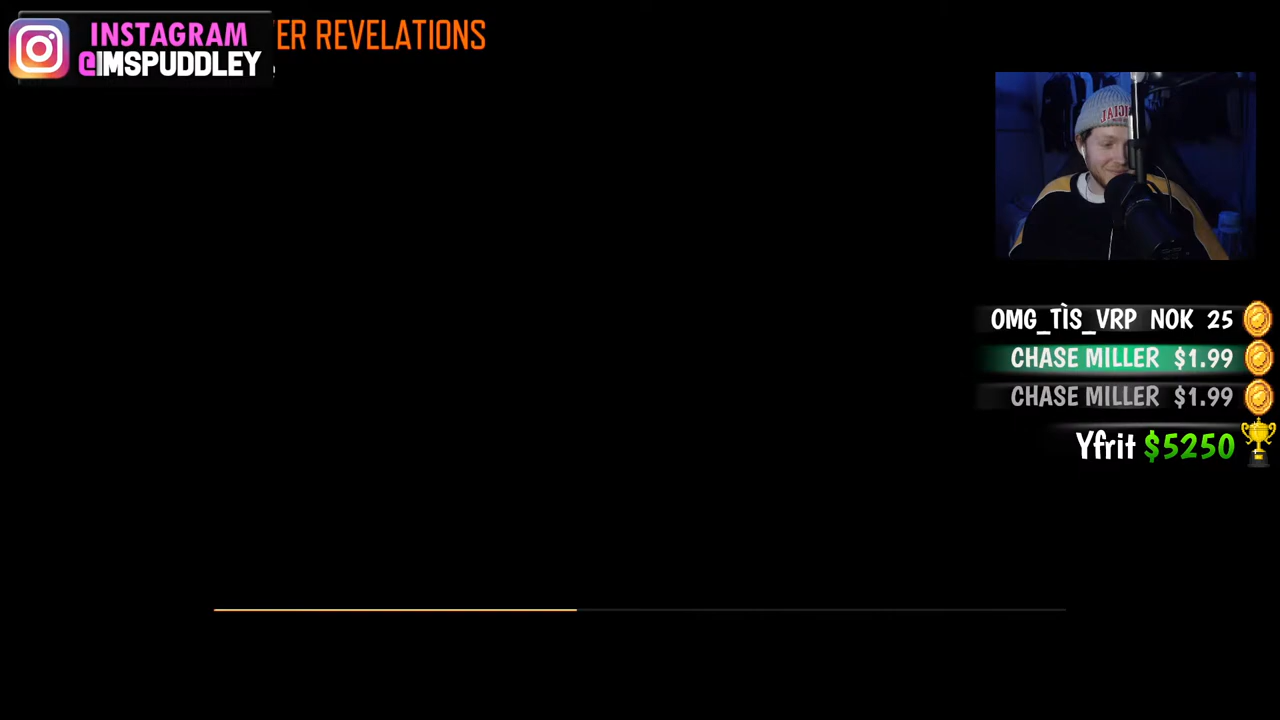 INSTAGRAM
@IMSPUDDLEY
ER REVELATIONS
OMG_TÌS_VRP NOK 25
CHASE MILLER $1.99
CHASE MILLER $1.99
Yfrit $5250